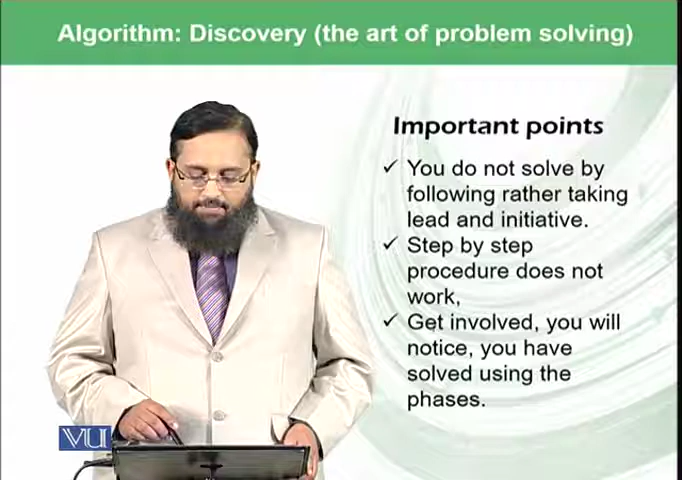 Algorithm: Discovery (the art of problem solving)
Important points
✓ You do not solve by
following rather taking
lead and initiative.
✓ Step by step
procedure does not
work,
✓ Get involved, you will
notice, you have
solved using the
phases.
VU